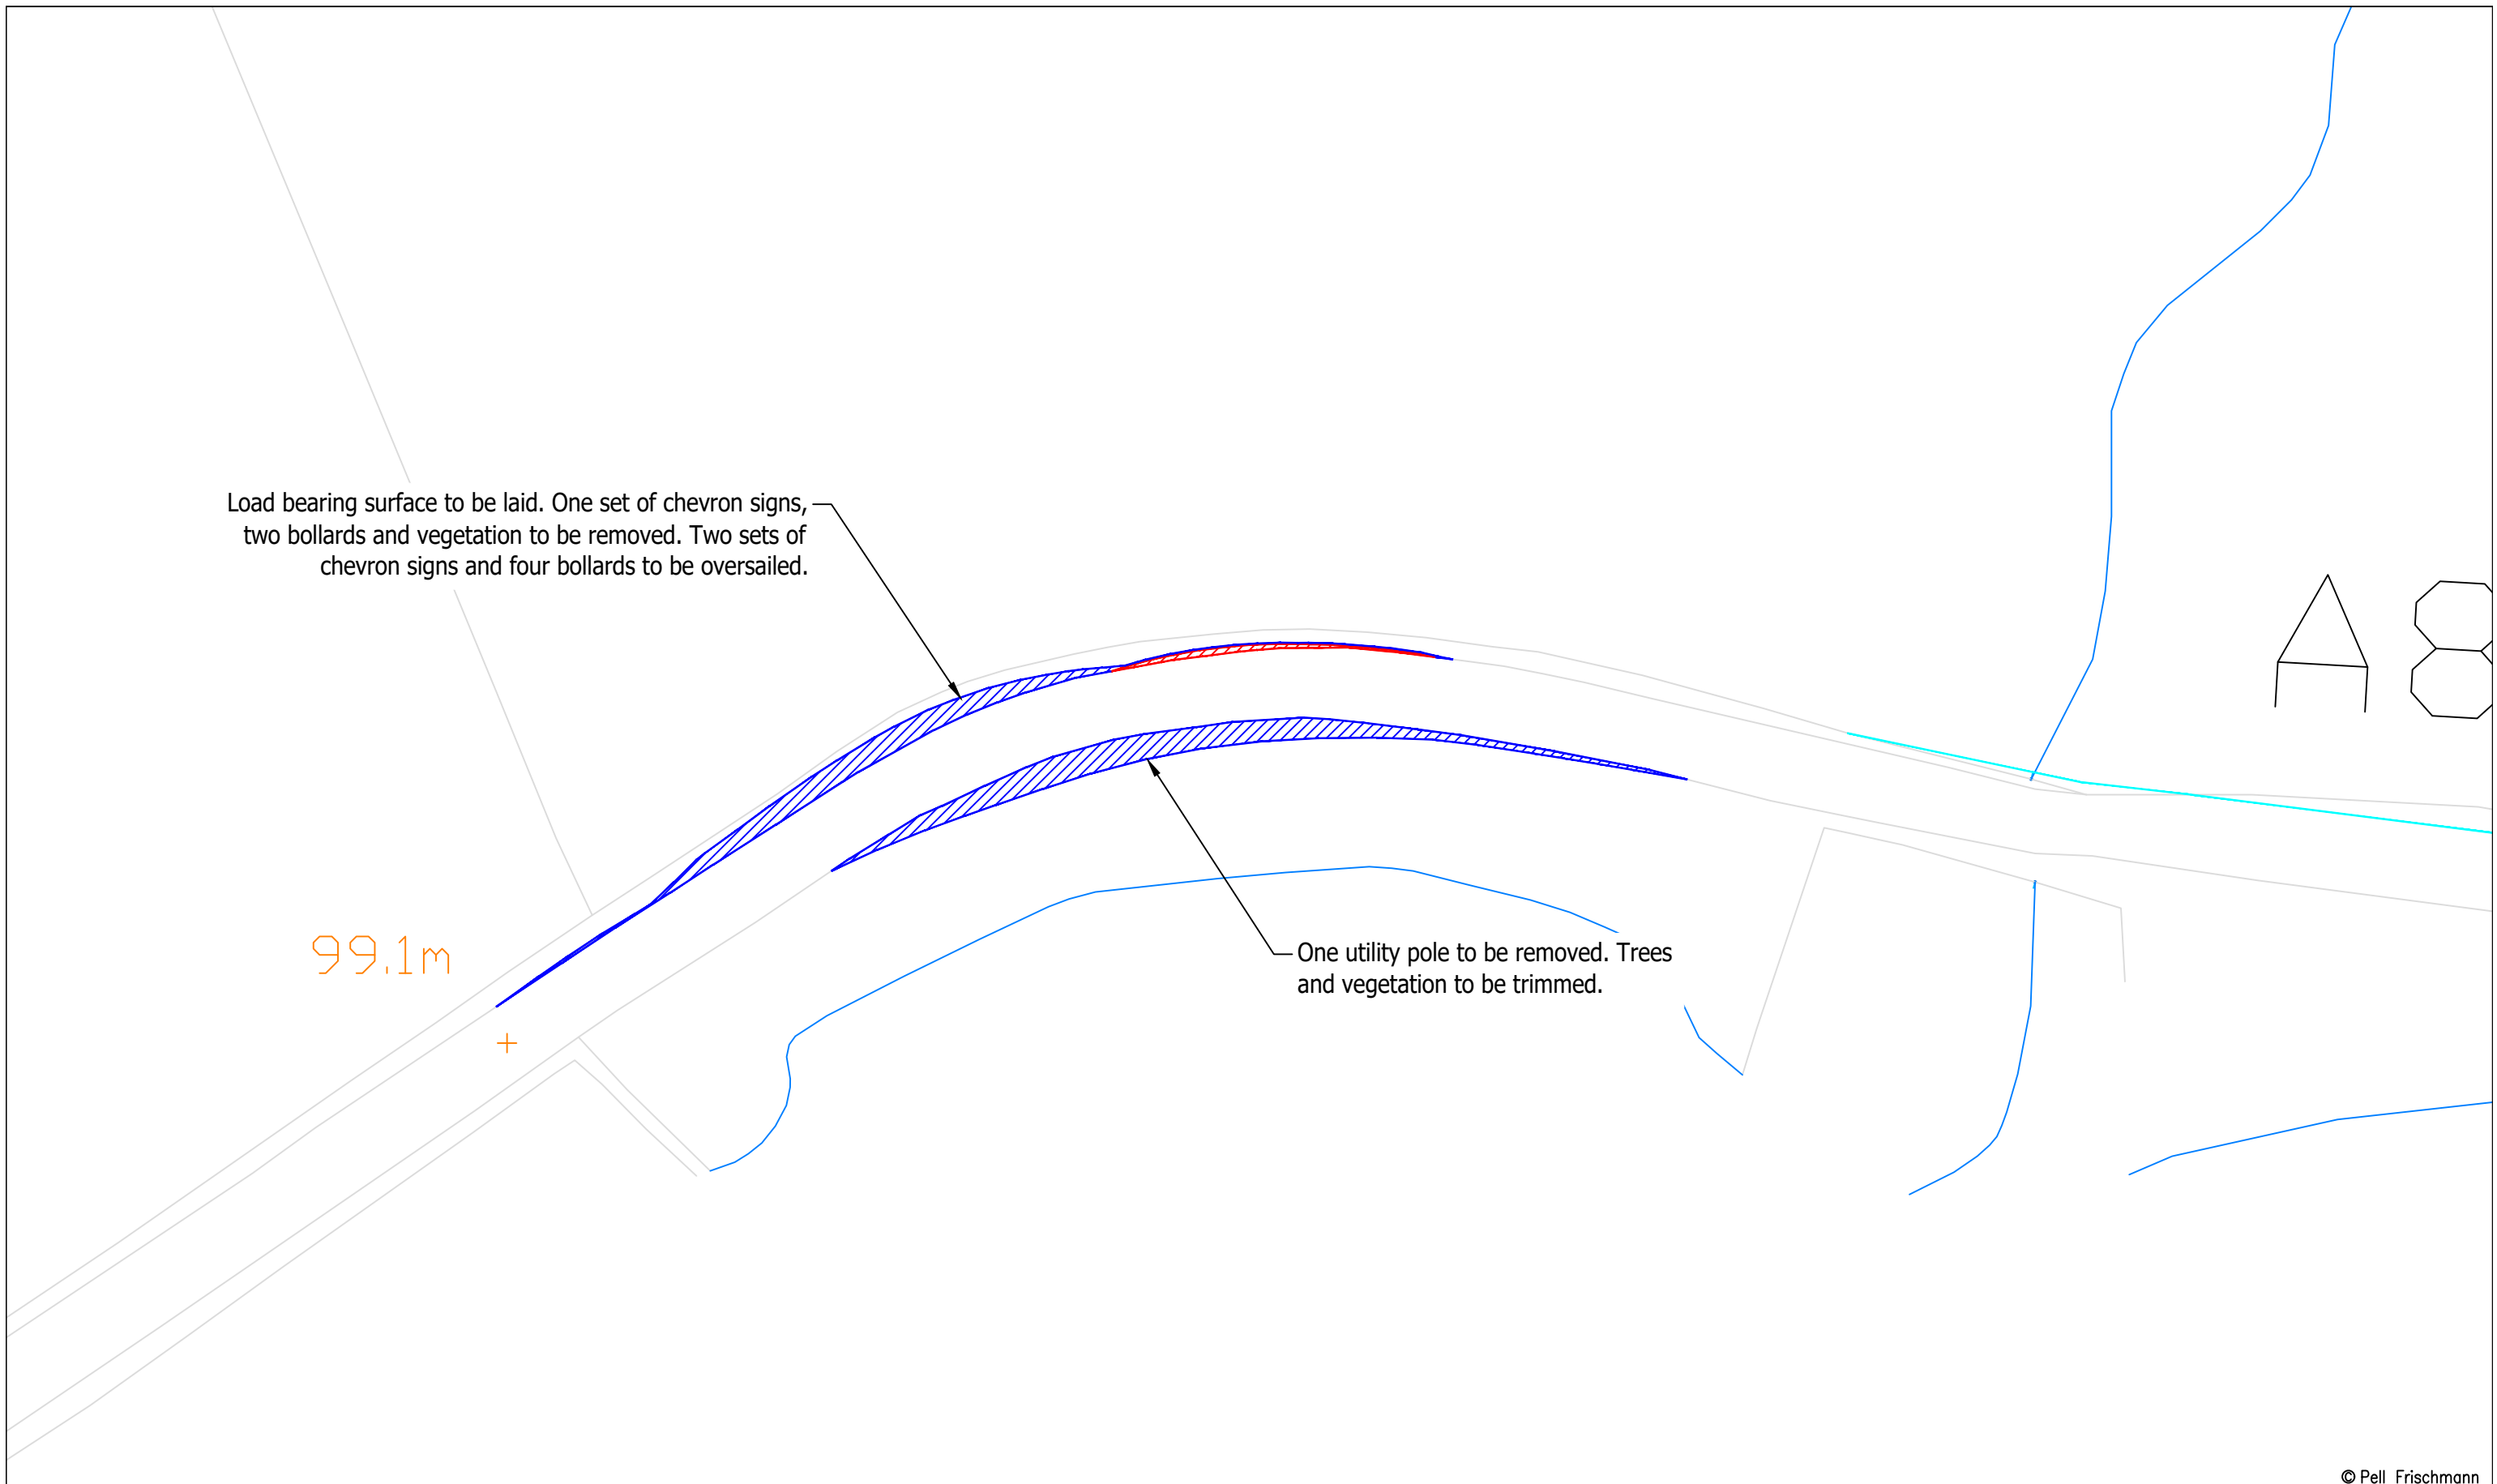 Load bearing surface to be laid. One set of chevron signs,
two bollards and vegetation to be removed. Two sets of
chevron signs and four bollards to be oversailed.
A 8
99.1m
One utility pole to be removed. Trees
and vegetation to be trimmed.
© Pell Frischmann